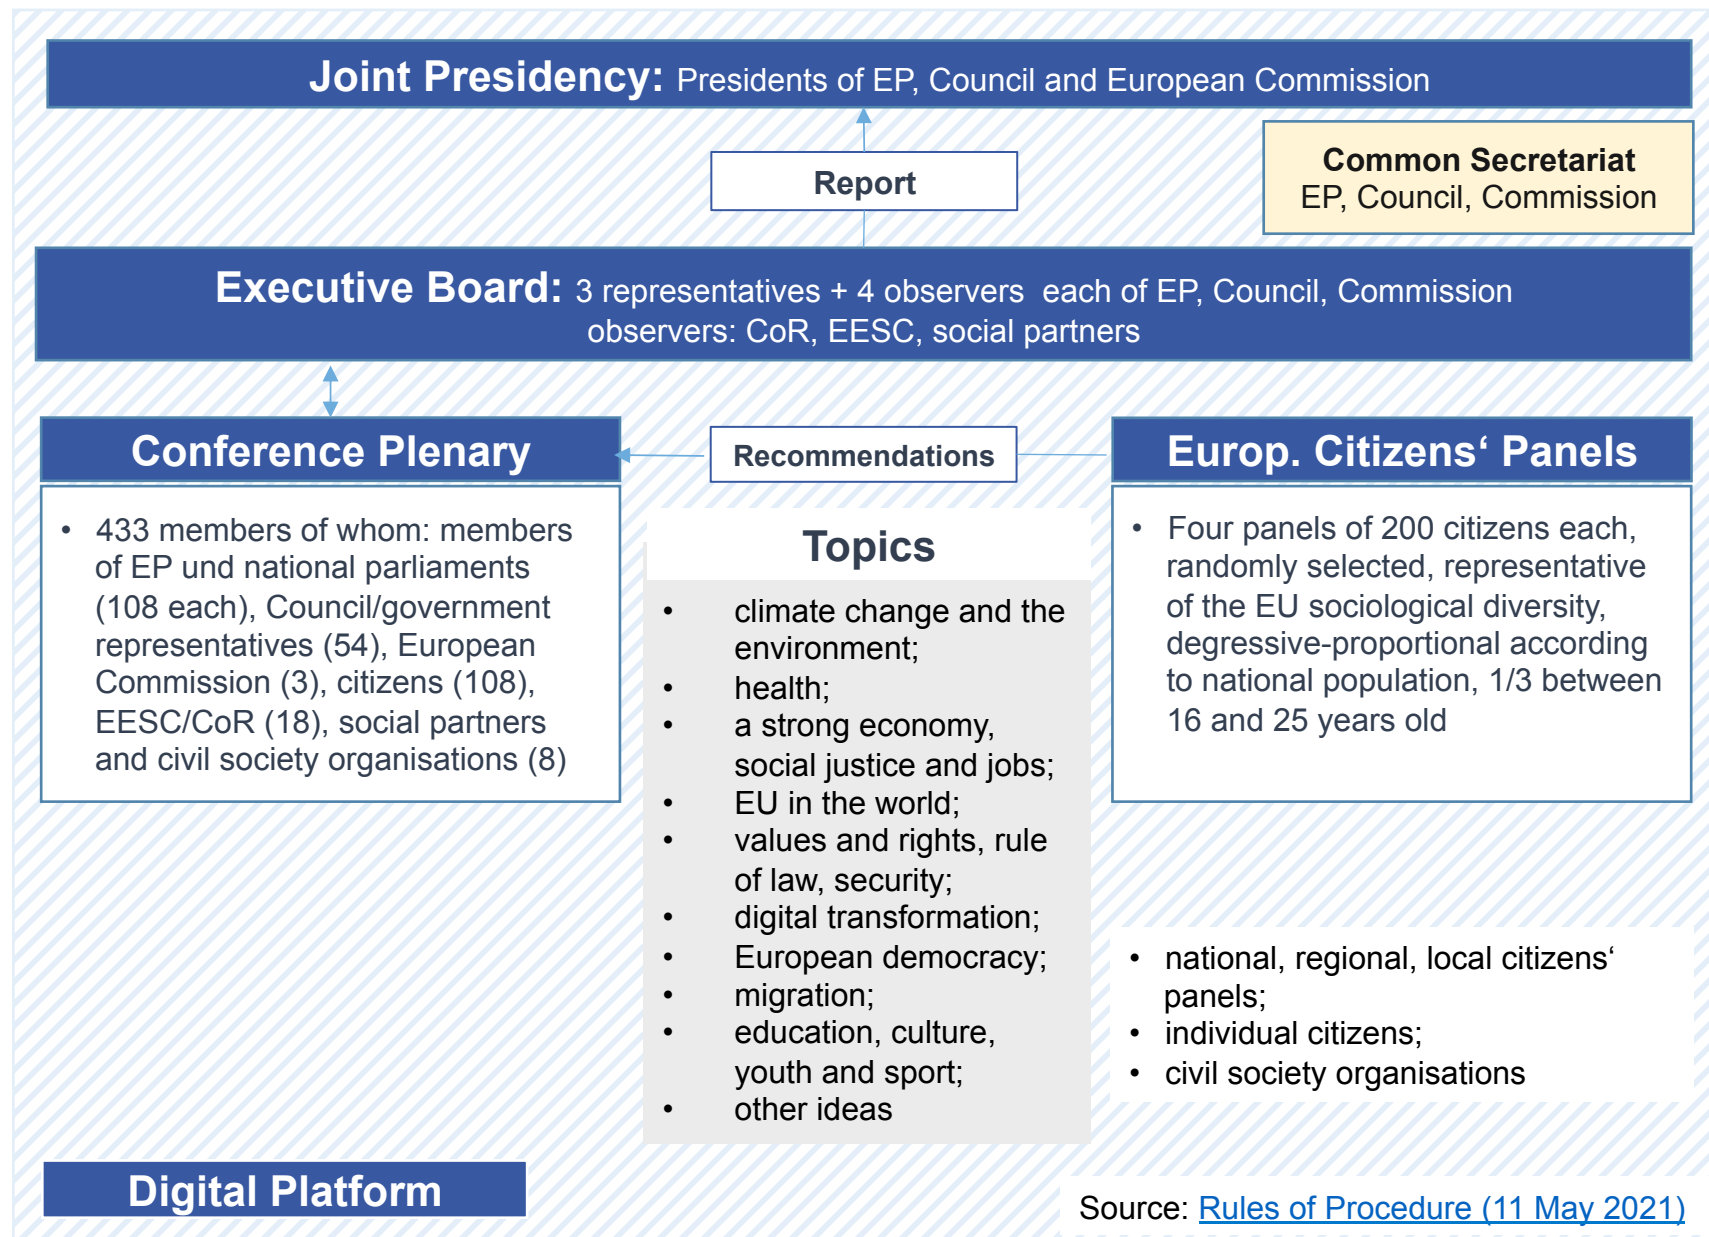 Joint Presidency: Presidents of EP, Council and European Commission
Report
Common Secretariat
EP, Council, Commission
Executive Board: 3 representatives + 4 observers each of EP, Council, Commission
observers: CoR, EESC, social partners
Conference Plenary
Recommendations
Europ. Citizens‘ Panels
• 433 members of whom: members
of EP und national parliaments
(108 each), Council/government
representatives (54), European
Commission (3), citizens (108),
EESC/CoR (18), social partners
and civil society organisations (8)
Topics
• climate change and the
environment;
• health;
• a strong economy,
social justice and jobs;
• EU in the world;
• values and rights, rule
of law, security;
• digital transformation;
• European democracy;
• migration;
• education, culture,
youth and sport;
• other ideas
• Four panels of 200 citizens each,
randomly selected, representative
of the EU sociological diversity,
degressive-proportional according
to national population, 1/3 between
16 and 25 years old
• national, regional, local citizens‘
panels;
• individual citizens;
• civil society organisations
Digital Platform
Source: Rules of Procedure (11 May 2021)